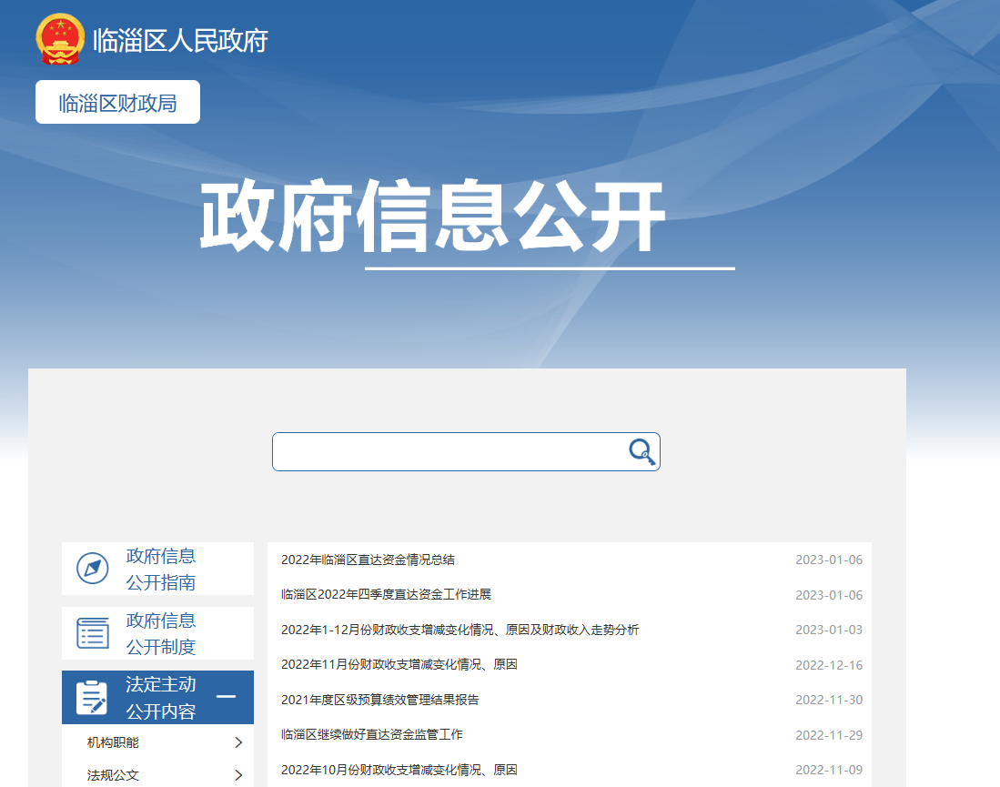 临淄区人民政府
临淄区财政局
政府信息公开
政府信息
公开指南
政府信息
公开制度
法定主动
公开内容
机构职能
法规公文
2022年临淄区直达资金情况总结 2023-01-06
临淄区2022年四季度直达资金工作进展 2023-01-06
2022年1-12月份财政收支增减变化情况、原因及财政收入走势分析 2023-01-03
2022年11月份财政收支增减变化情况、原因 2022-12-16
2021年度区级预算绩效管理结果报告 2022-11-30
临淄区继续做好直达资金监管工作 2022-11-29
2022年10月份财政收支增减变化情况、原因 2022-11-09